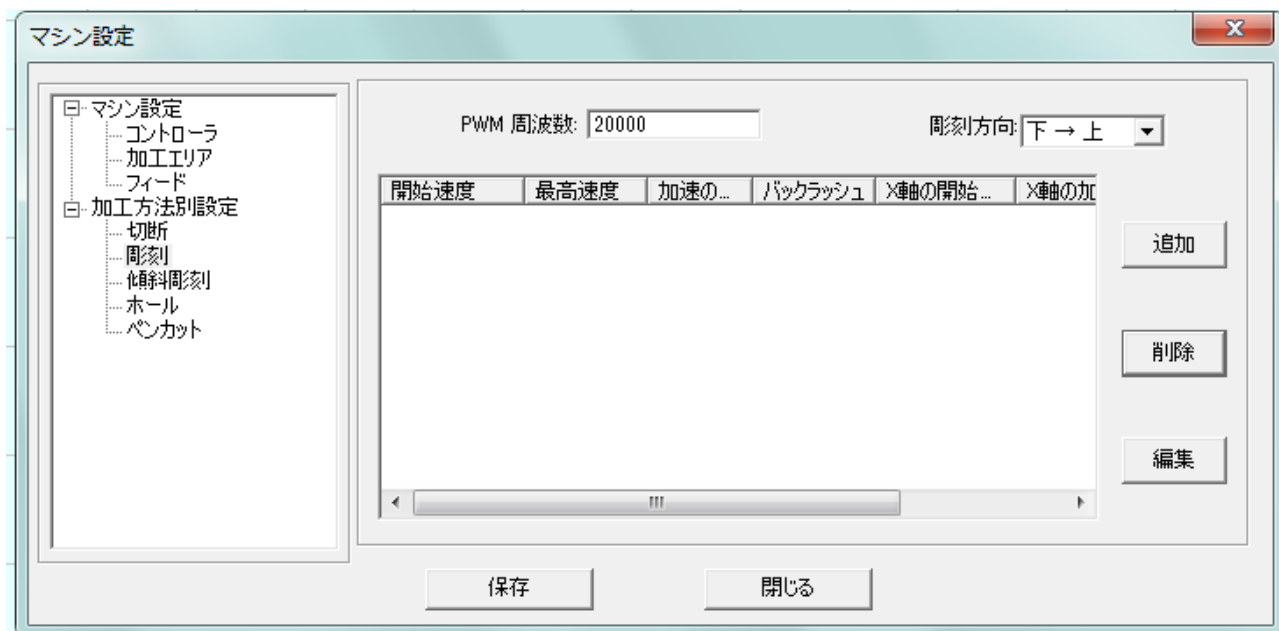 マシン設定
マシン設定
コントローラ
加工エリア
フィード
加工方法別設定
切断
彫刻
傾斜彫刻
ホール
ペンカット
PWM 周波数: 20000
彫刻方向: 下 → 上
開始速度 最高速度 加速の... バックラッシュ X軸の開始... X軸の加
追加
削除
編集
保存
閉じる